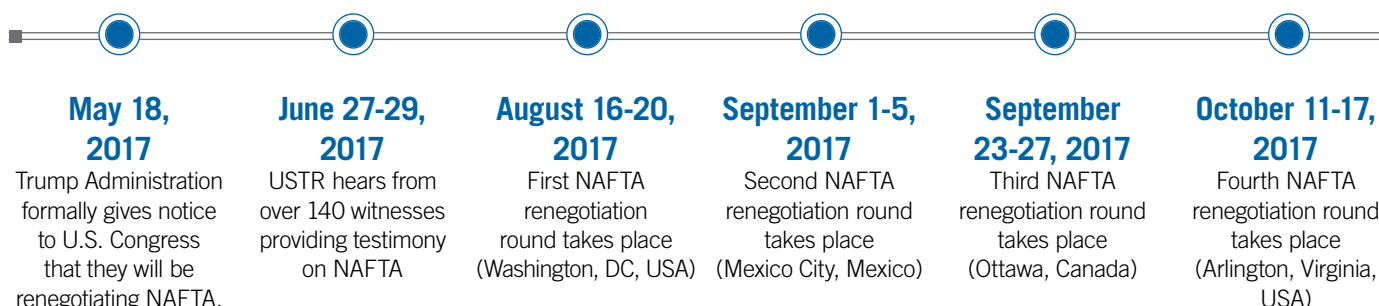 May 18,
2017
Trump Administration
formally gives notice
to U.S. Congress
that they will be
renegotiating NAFTA.
June 27-29,
2017
USTR hears from
over 140 witnesses
providing testimony
on NAFTA
August 16-20,
2017
First NAFTA
renegotiation
round takes place
(Washington, DC, USA)
September 1-5,
2017
Second NAFTA
renegotiation round
takes place
(Mexico City, Mexico)
September
23-27, 2017
Third NAFTA
renegotiation round
takes place
(Ottawa, Canada)
October 11-17,
2017
Fourth NAFTA
renegotiation round
takes place
(Arlington, Virginia,
USA)